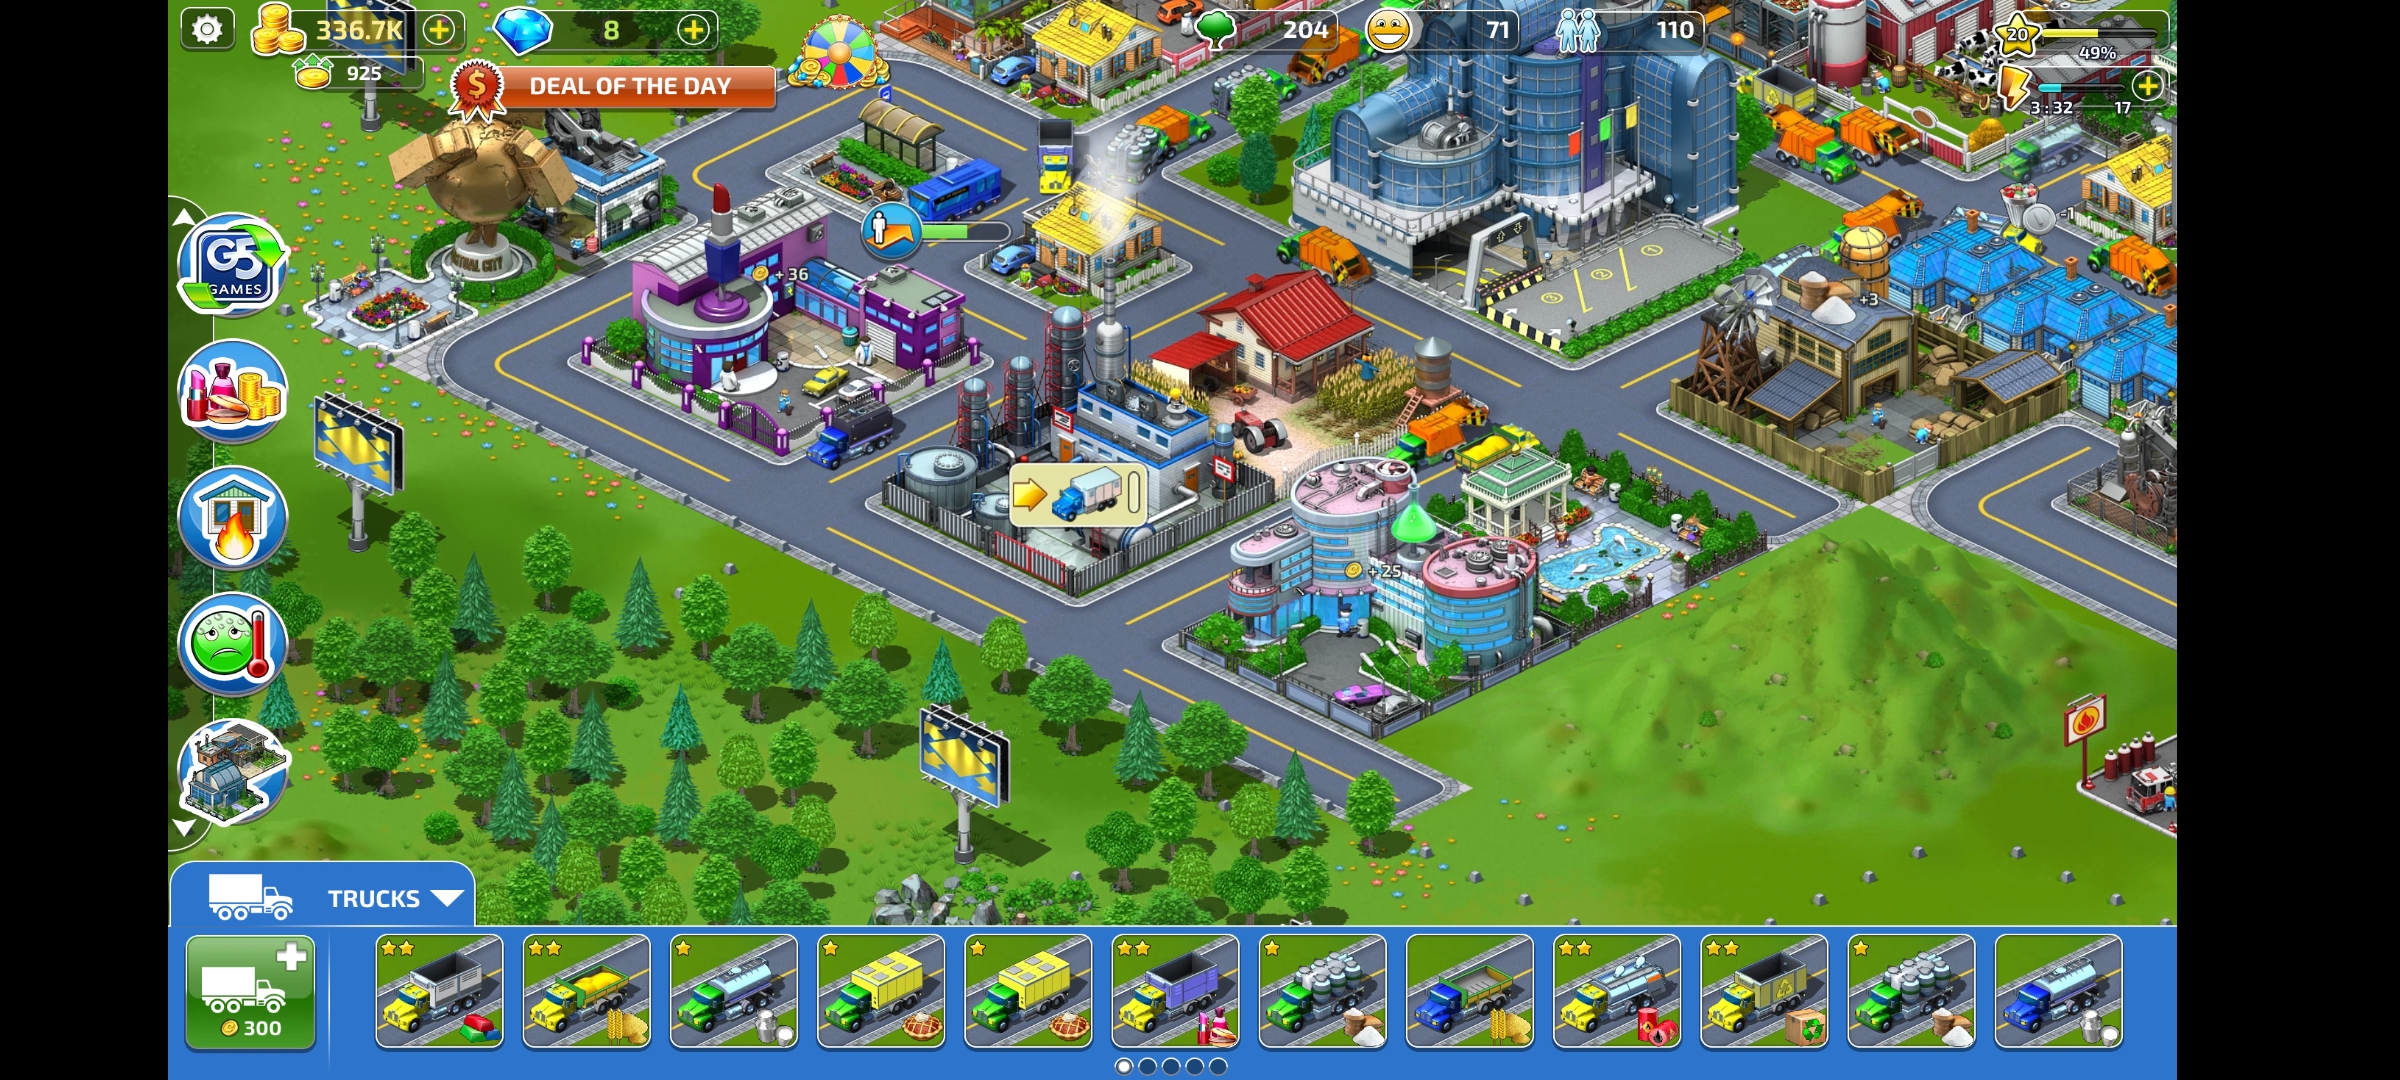 336.7K
8
204
71
110
20
49%
925
DEAL OF THE DAY
3:32
17
-1
+36
+3
G5
GAMES
+25
TRUCKS
300